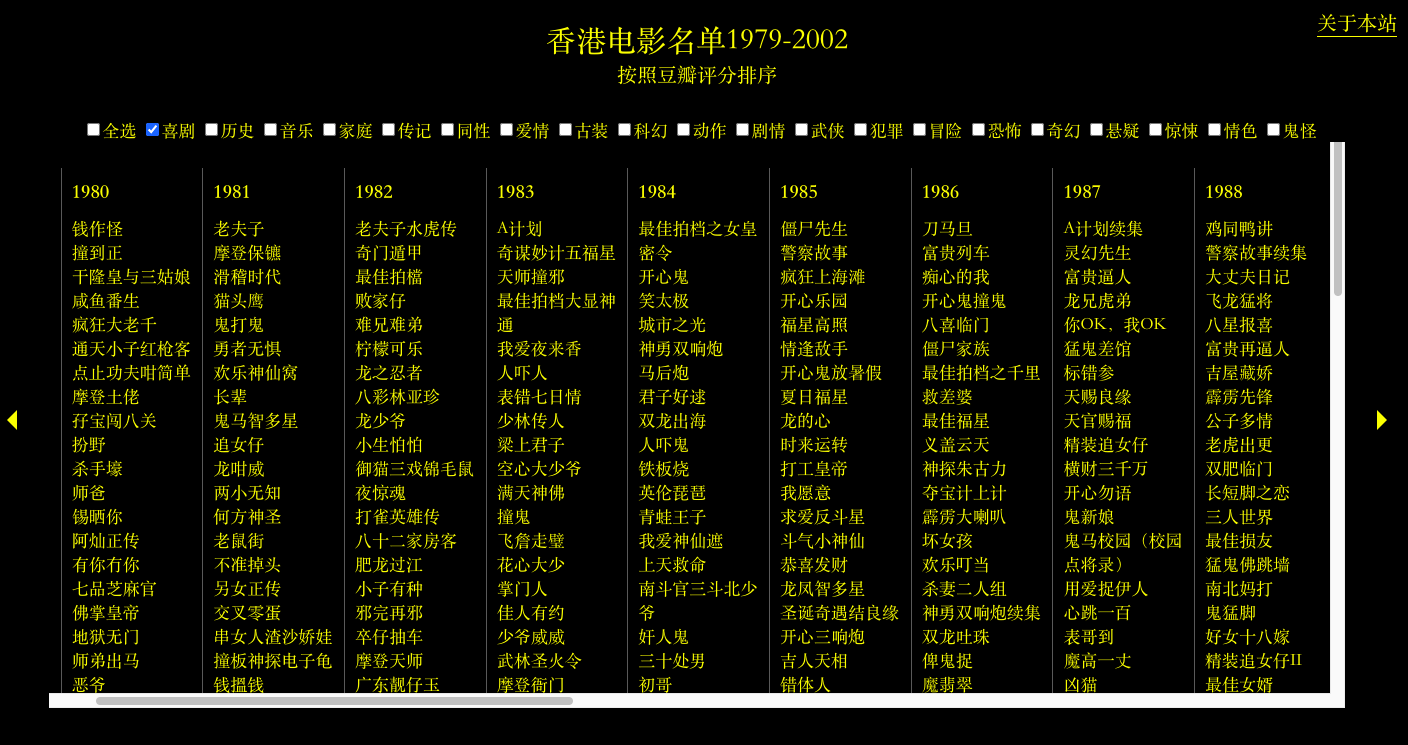 关于本站
香港电影名单1979-2002
按照豆瓣评分排序
全选 喜剧 历史 音乐 家庭 传记 同性 爱情 古装 科幻 动作 剧情 武侠 犯罪 冒险 恐怖 奇幻 悬疑 惊悚 情色 鬼怪
1980
钱作怪
撞到正
干隆皇与三姑娘
咸鱼番生
疯狂大老千
通天小子红枪客
点止功夫咁简单
摩登土佬
孖宝闯八关
扮野
杀手壕
师爸
锡晒你
阿灿正传
有你冇你
七品芝麻官
佛掌皇帝
地狱无门
师弟出马
恶爷
1981
老夫子
摩登保镳
滑稽时代
猫头鹰
鬼打鬼
勇者无惧
欢乐神仙窝
长辈
鬼马智多星
追女仔
龙咁威
两小无知
何方神圣
老鼠街
不准掉头
另女正传
交叉零蛋
串女人渣沙娇娃
撞板神探电子龟
钱搵钱
1982
老夫子水虎传
奇门遁甲
最佳拍檔
败家仔
难兄难弟
柠檬可乐
龙之忍者
八彩林亚珍
龙少爷
小生怕怕
御猫三戏锦毛鼠
夜惊魂
打雀英雄传
八十二家房客
肥龙过江
小子有种
邪完再邪
卒仔抽车
摩登天师
广东靓仔玉
1983
A计划
奇谋妙计五福星
天师撞邪
最佳拍档大显神
通
我爱夜来香
人吓人
表错七日情
少林传人
梁上君子
空心大少爷
满天神佛
撞鬼
飞詹走壁
花心大少
掌门人
佳人有约
少爷威威
武林圣火令
摩登衙门
1984
最佳拍档之女皇
密令
开心鬼
笑太极
城市之光
神勇双响炮
马后炮
君子好逑
双龙出海
人吓鬼
铁板烧
英伦琵琶
青蛙王子
我爱神仙遮
上天救命
南斗官三斗北少
爷
奸人鬼
三十处男
初哥
1985
僵尸先生
警察故事
疯狂上海滩
开心乐园
福星高照
情逢敌手
开心鬼放暑假
夏日福星
龙的心
时来运转
打工皇帝
我愿意
求爱反斗星
斗气小神仙
恭喜发财
龙凤智多星
圣诞奇遇结良缘
开心三响炮
吉人天相
错体人
1986
刀马旦
富贵列车
痴心的我
开心鬼撞鬼
八喜临门
僵尸家族
最佳拍档之千里
救差婆
最佳福星
义盖云天
神探朱古力
夺宝计上计
霹雳大喇叭
坏女孩
欢乐叮当
杀妻二人组
神勇双响炮续集
双龙吐珠
俾鬼捉
魔翡翠
1987
A计划续集
灵幻先生
富贵逼人
龙兄虎弟
你OK，我OK
猛鬼差馆
标错参
天赐良缘
天官赐福
精装追女仔
横财三千万
开心勿语
鬼新娘
鬼马校园（校园
点将录）
用爱捉伊人
心跳一百
表哥到
魔高一丈
凶猫
1988
鸡同鸭讲
警察故事续集
大丈夫日记
飞龙猛将
八星报喜
富贵再逼人
吉屋藏娇
霹雳先锋
公子多情
老虎出更
双肥临门
长短脚之恋
三人世界
最佳损友
猛鬼佛跳墙
南北妈打
鬼猛脚
好女十八嫁
精装追女仔II
最佳女婿